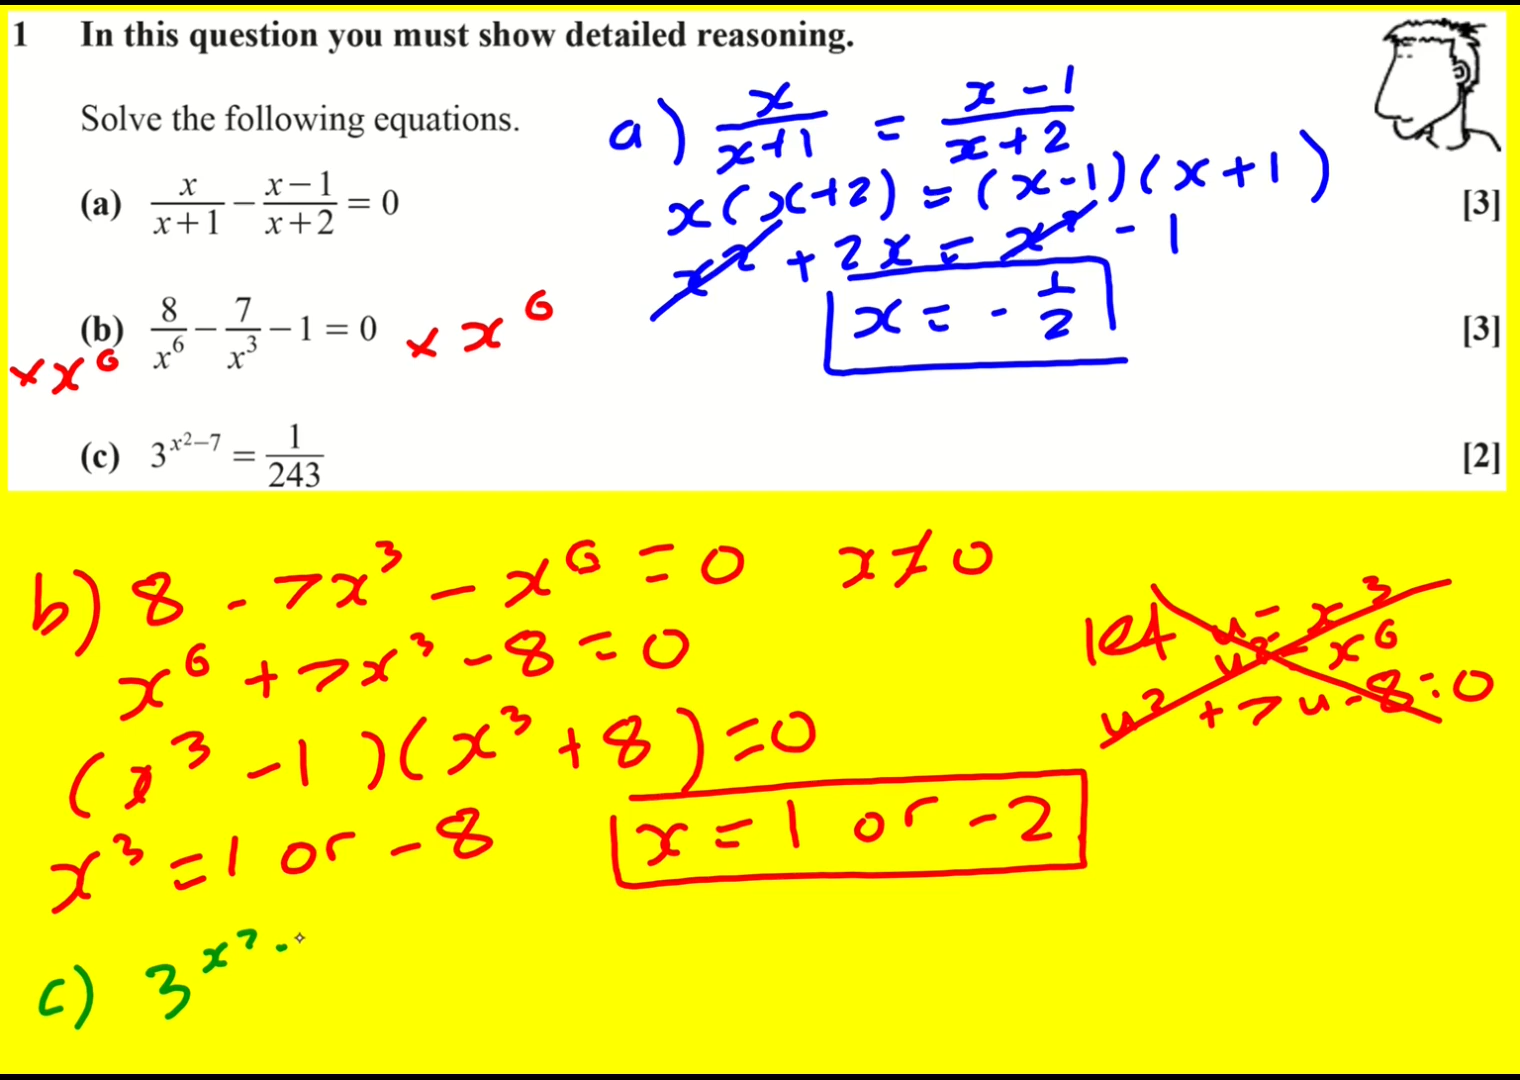 1 In this question you must show detailed reasoning.
Solve the following equations.
(a) x/(x+1) − (x−1)/(x+2) = 0 [3]
(b) 8/x⁶ − 7/x³ − 1 = 0 [3]
× x⁶ × x⁶
(c) 3^(x²−7) = 1/243 [2]
a) x/(x+1) = (x-1)/(x+2)
x(x+2) = (x-1)(x+1)
x² + 2x = x² - 1
x = -1/2
b) 8 - 7x³ - x⁶ = 0 x ≠ 0
x⁶ + 7x³ - 8 = 0
(x³ - 1)(x³ + 8) = 0
x³ = 1 or -8 x = 1 or -2
let u = x³
u² = x⁶
u² + 7u - 8 = 0
c) 3^(x² -